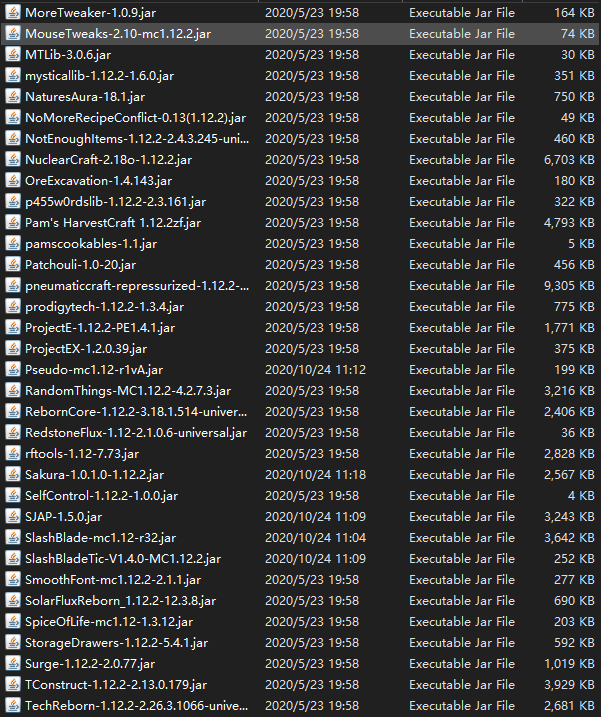 MoreTweaker-1.0.9.jar 2020/5/23 19:58 Executable Jar File 164 KB
MouseTweaks-2.10-mc1.12.2.jar 2020/5/23 19:58 Executable Jar File 74 KB
MTLib-3.0.6.jar 2020/5/23 19:58 Executable Jar File 30 KB
mysticallib-1.12.2-1.6.0.jar 2020/5/23 19:58 Executable Jar File 351 KB
NaturesAura-18.1.jar 2020/5/23 19:58 Executable Jar File 750 KB
NoMoreRecipeConflict-0.13(1.12.2).jar 2020/5/23 19:58 Executable Jar File 49 KB
NotEnoughItems-1.12.2-2.4.3.245-uni... 2020/5/23 19:58 Executable Jar File 460 KB
NuclearCraft-2.18o-1.12.2.jar 2020/5/23 19:58 Executable Jar File 6,703 KB
OreExcavation-1.4.143.jar 2020/5/23 19:58 Executable Jar File 180 KB
p455w0rdslib-1.12.2-2.3.161.jar 2020/5/23 19:58 Executable Jar File 322 KB
Pam's HarvestCraft 1.12.2zf.jar 2020/5/23 19:58 Executable Jar File 4,793 KB
pamscookables-1.1.jar 2020/5/23 19:58 Executable Jar File 5 KB
Patchouli-1.0-20.jar 2020/5/23 19:58 Executable Jar File 456 KB
pneumaticcraft-repressurized-1.12.2-... 2020/5/23 19:58 Executable Jar File 9,305 KB
prodigytech-1.12.2-1.3.4.jar 2020/5/23 19:58 Executable Jar File 775 KB
ProjectE-1.12.2-PE1.4.1.jar 2020/5/23 19:58 Executable Jar File 1,771 KB
ProjectEX-1.2.0.39.jar 2020/5/23 19:58 Executable Jar File 375 KB
Pseudo-mc1.12-r1vA.jar 2020/10/24 11:12 Executable Jar File 199 KB
RandomThings-MC1.12.2-4.2.7.3.jar 2020/5/23 19:58 Executable Jar File 3,216 KB
RebornCore-1.12.2-3.18.1.514-univer... 2020/5/23 19:58 Executable Jar File 2,406 KB
RedstoneFlux-1.12-2.1.0.6-universal.jar 2020/5/23 19:58 Executable Jar File 36 KB
rftools-1.12-7.73.jar 2020/5/23 19:58 Executable Jar File 2,828 KB
Sakura-1.0.1.0-1.12.2.jar 2020/10/24 11:18 Executable Jar File 2,567 KB
SelfControl-1.12.2-1.0.0.jar 2020/5/23 19:58 Executable Jar File 4 KB
SJAP-1.5.0.jar 2020/10/24 11:09 Executable Jar File 3,243 KB
SlashBlade-mc1.12-r32.jar 2020/10/24 11:04 Executable Jar File 3,642 KB
SlashBladeTic-V1.4.0-MC1.12.2.jar 2020/10/24 11:09 Executable Jar File 252 KB
SmoothFont-mc1.12.2-2.1.1.jar 2020/5/23 19:58 Executable Jar File 277 KB
SolarFluxReborn_1.12.2-12.3.8.jar 2020/5/23 19:58 Executable Jar File 690 KB
SpiceOfLife-mc1.12-1.3.12.jar 2020/5/23 19:58 Executable Jar File 203 KB
StorageDrawers-1.12.2-5.4.1.jar 2020/5/23 19:58 Executable Jar File 592 KB
Surge-1.12.2-2.0.77.jar 2020/5/23 19:58 Executable Jar File 1,019 KB
TConstruct-1.12.2-2.13.0.179.jar 2020/5/23 19:58 Executable Jar File 3,929 KB
TechReborn-1.12.2-2.26.3.1066-unive... 2020/5/23 19:58 Executable Jar File 2,681 KB